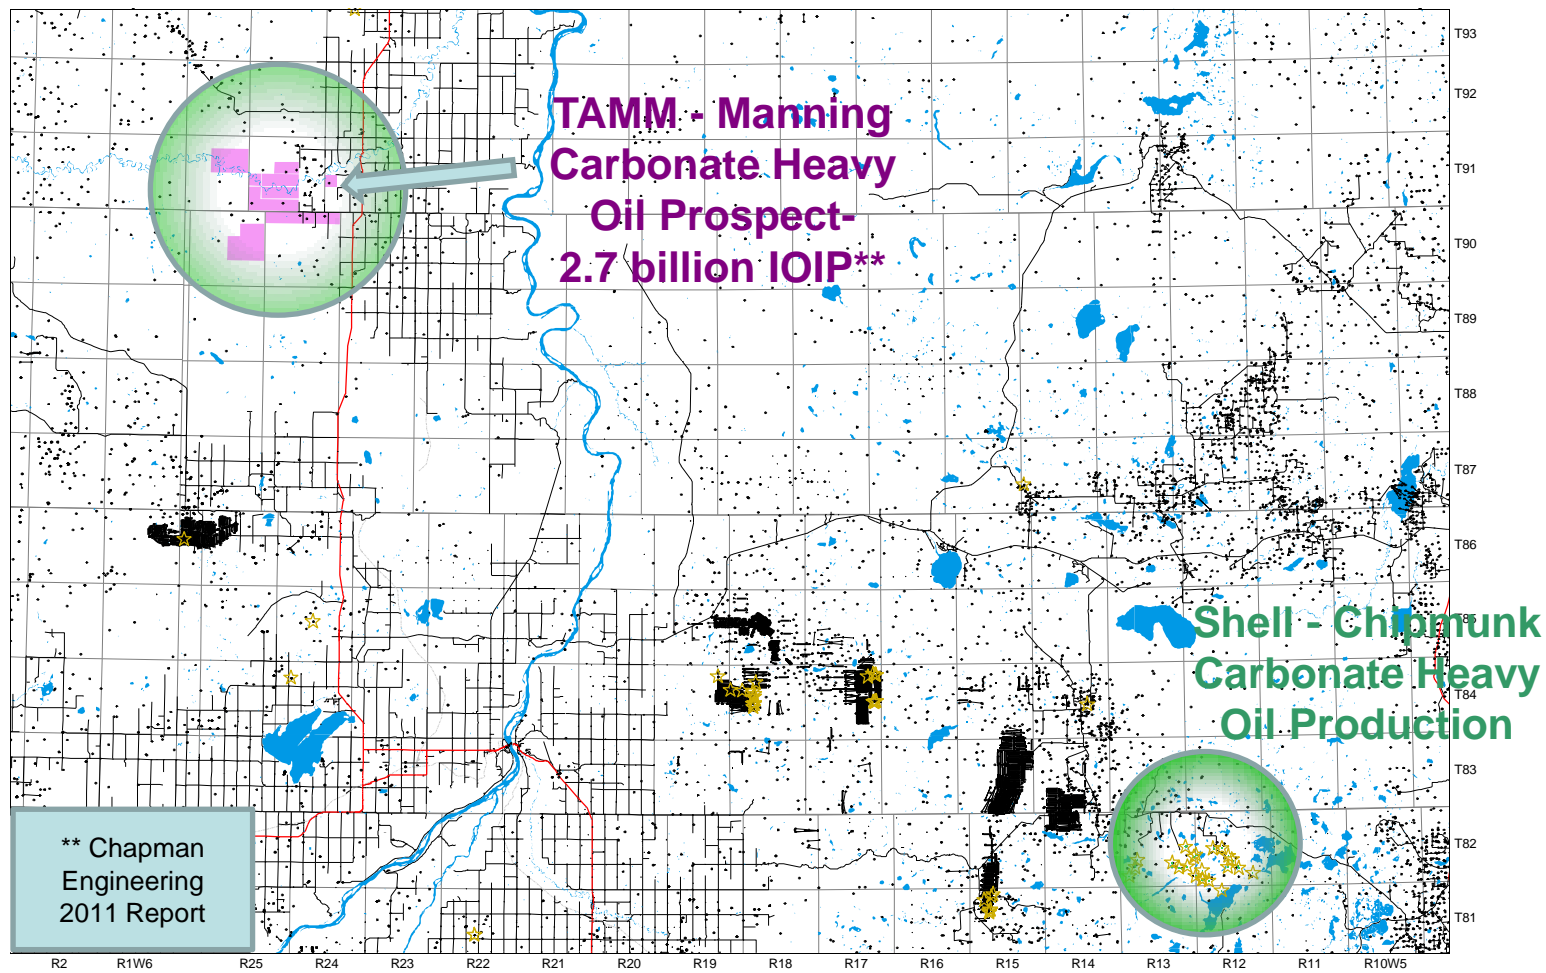 T93
TAMM - Manning
Carbonate Heavy
Oil Prospect-
2.7 billion IOIP**
T92
T91
T90
T89
T88
T87
T86
T85
Shell - Chipmunk
Carbonate Heavy
Oil Production
T84
T83
** Chapman
Engineering
2011 Report
T82
T81
R2 R1W6 R25 R24 R23 R22 R21 R20 R19 R18 R17 R16 R15 R14 R13 R12 R11 R10W5